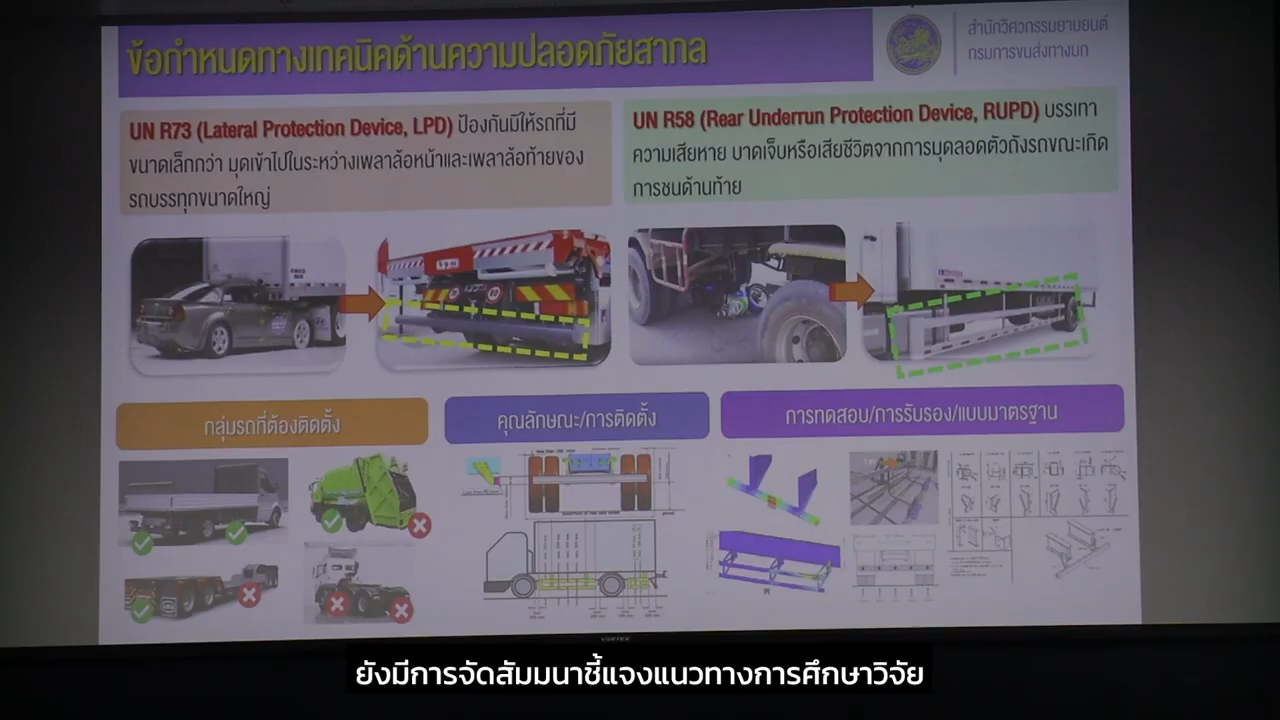 ข้อกำหนดทางเทคนิคด้านความปลอดภัยสากล
สำนักวิศวกรรมยานยนต์
กรมการขนส่งทางบก
UN R73 (Lateral Protection Device, LPD) ป้องกันมิให้รถที่มี
ขนาดเล็กกว่า มุดเข้าไปในระหว่างเพลาล้อหน้าและเพลาล้อท้ายของ
รถบรรทุกขนาดใหญ่
UN R58 (Rear Underrun Protection Device, RUPD) บรรเทา
ความเสียหาย บาดเจ็บหรือเสียชีวิตจากการมุดลอดตัวถังรถขณะเกิด
การชนด้านท้าย
กลุ่มรถที่ต้องติดตั้ง
คุณลักษณะ/การติดตั้ง
การทดสอบ/การรับรอง/แบบมาตรฐาน
ยังมีการจัดสัมมนาชี้แจงแนวทางการศึกษาวิจัย